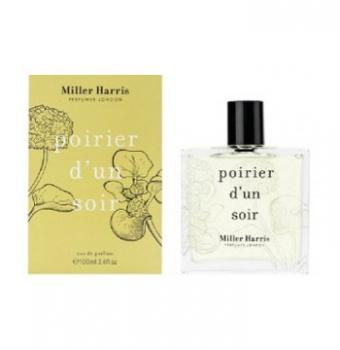 Miller Harris
PERFUMER LONDON
poirier
d'un
soir
eau de parfum
℮100ml 3.4fl.oz
poirier
d'un
soir
Miller Harris
PERFUMER LONDON